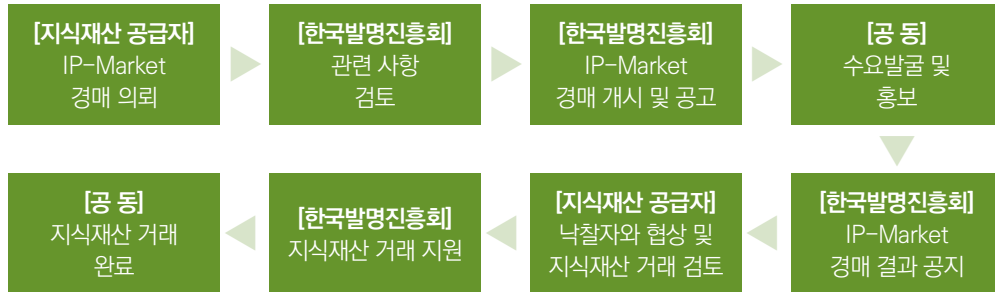 [지식재산 공급자]
IP-Market
경매 의뢰
[한국발명진흥회]
관련 사항
검토
[한국발명진흥회]
IP-Market
경매 개시 및 공고
[공 동]
수요발굴 및
홍보
[한국발명진흥회]
IP-Market
경매 결과 공지
[지식재산 공급자]
낙찰자와 협상 및
지식재산 거래 검토
[한국발명진흥회]
지식재산 거래 지원
[공 동]
지식재산 거래
완료